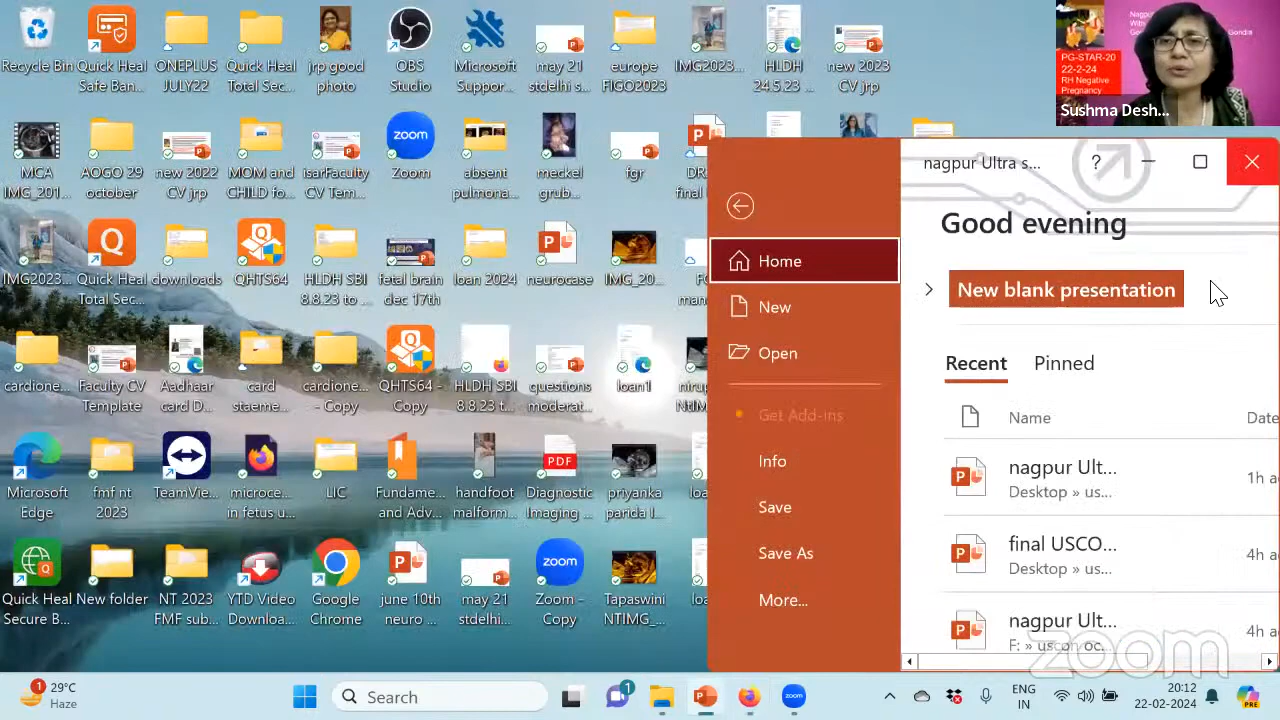 Recycle Bin
Quick Heal
Safe Ban...
ONEPLUS
JULY22
Quick Heal
Total Sec...
jrp goo...
photo
OBS
Studio
Microsoft
Suppor...
may 21
stdelhi s...
europe
FIGO2023
IMG2023...
HLDH
24.5.23 ...
new 2023
CV jrp
MCA
IMG_201...
AOGO 29
october
new 2022
CV jrp
MOM and
CHILD fo...
isarFaculty
CV Tem...
zoom
Zoom
absent
pulmona...
meckel
grub...
fgr
final
IMG2023...
Quick Heal
Total Sec...
downloads
QHTS64
HLDH SBI
8.8.23 to ...
fetal brain
dec 17th
loan 2024
neurocase
IMG_20...
cardione...
Faculty CV
Template
Aadhaar
card D...
card
staeme...
cardione...
- Copy
QHTS64 -
Copy
HLDH SBI
8.8.23 t...
questions
moderat...
loan1
Microsoft
Edge
fmf nt
2023
TeamVie...
microce...
in fetus u...
LIC
Fundame...
and Adv...
handfoot
malform...
PDF
Diagnostic
Imaging ...
priyanka
parida I...
Quick Heal
Secure B...
New folder
NT 2023
FMF sub...
YTD Video
Downloa...
Google
Chrome
june 10th
neuro ...
may 21
stdelhi...
zoom
Zoom -
Copy
Tapaswini
NTIMG_...
PG-STAR-20
22-2-24
RH Negative
Pregnancy
Sushma Desh...
nagpur Ultra s...
?
Good evening
Home
New blank presentation
New
Open
Recent
Pinned
Get Add-ins
Name
Date
Info
nagpur Ult...
Desktop » us...
1h a
Save
final USCO...
Desktop » us...
4h a
Save As
More...
nagpur Ult...
F: » uscon oc...
4h a
zoom
1
29°C
Haze
Search
1
zoom
ENG
IN
20:12
22-02-2024
PRE